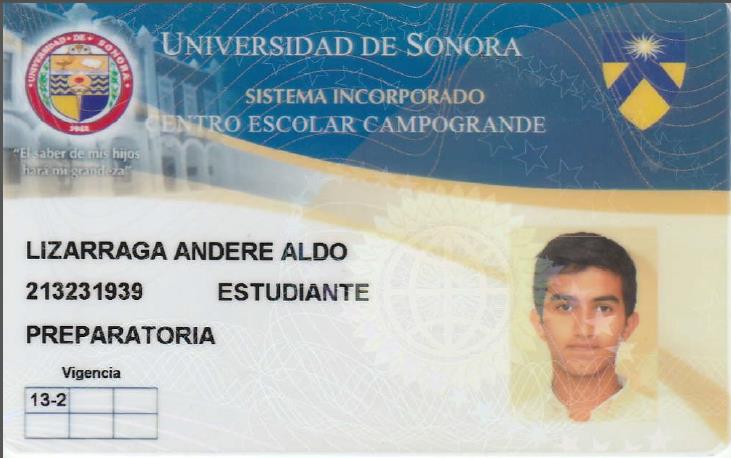 UNIVERSIDAD DE SONORA
SISTEMA INCORPORADO
CENTRO ESCOLAR CAMPOGRANDE
UNIVERSIDAD · DE · SONORA
1942
"El saber de mis hijos
hará mi grandeza"
LIZARRAGA ANDERE ALDO
213231939 ESTUDIANTE
PREPARATORIA
Vigencia
13-2